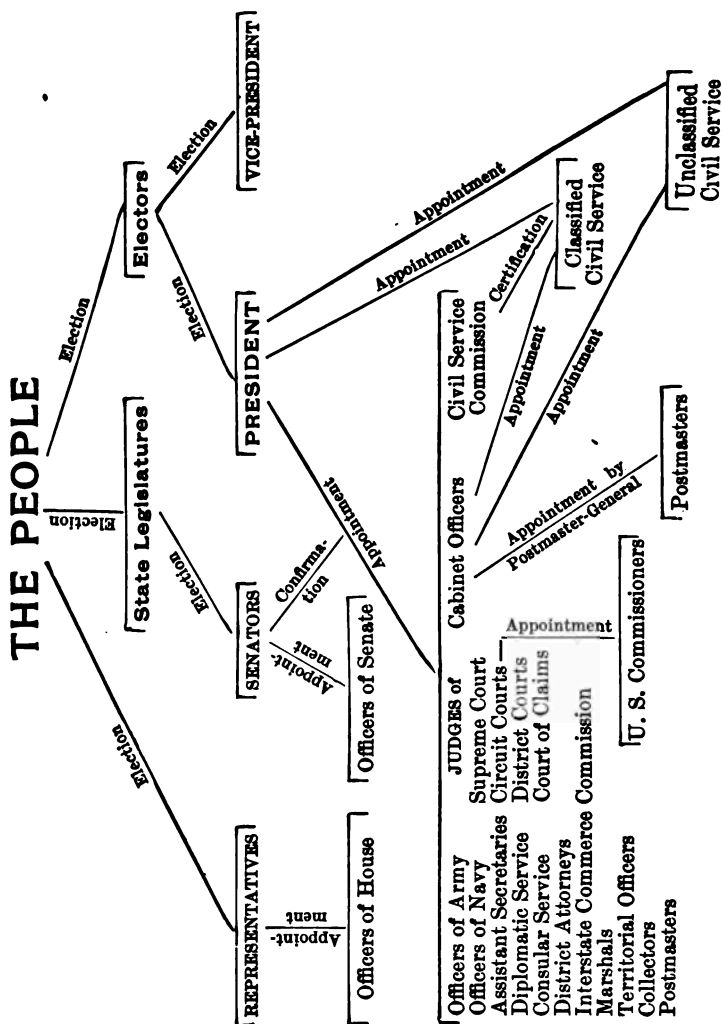 THE PEOPLE
Election
Election
Election
State Legislatures
Electors
Election
Election
Election
REPRESENTATIVES
SENATORS
PRESIDENT
VICE-PRESIDENT
Appoint-
ment
Appoint-
ment
Confirma-
tion
Appointment
Appointment
Appointment
Officers of House
Officers of Senate
Officers of Army
Officers of Navy
Assistant Secretaries
Diplomatic Service
Consular Service
District Attorneys
Interstate Commerce Commission
Marshals
Territorial Officers
Collectors
Postmasters
JUDGES of
Supreme Court
Circuit Courts
District Courts
Court of Claims
Cabinet Officers
Civil Service
Commission
Certification
Appointment
Appointment
Appointment
Appointment by
Postmaster-General
Classified
Civil Service
U. S. Commissioners
Postmasters
Unclassified
Civil Service